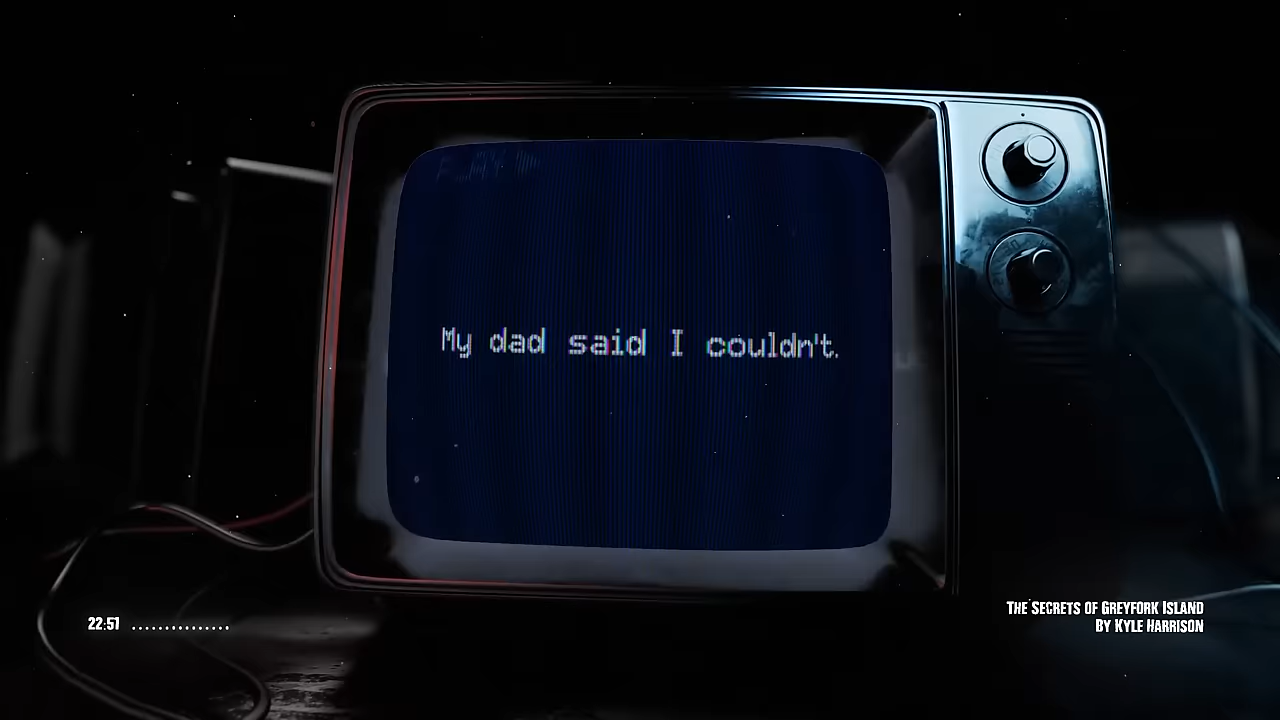 My dad said I couldn't.
22:51 ...............
The Secrets of Greyfork Island
By Kyle Harrison